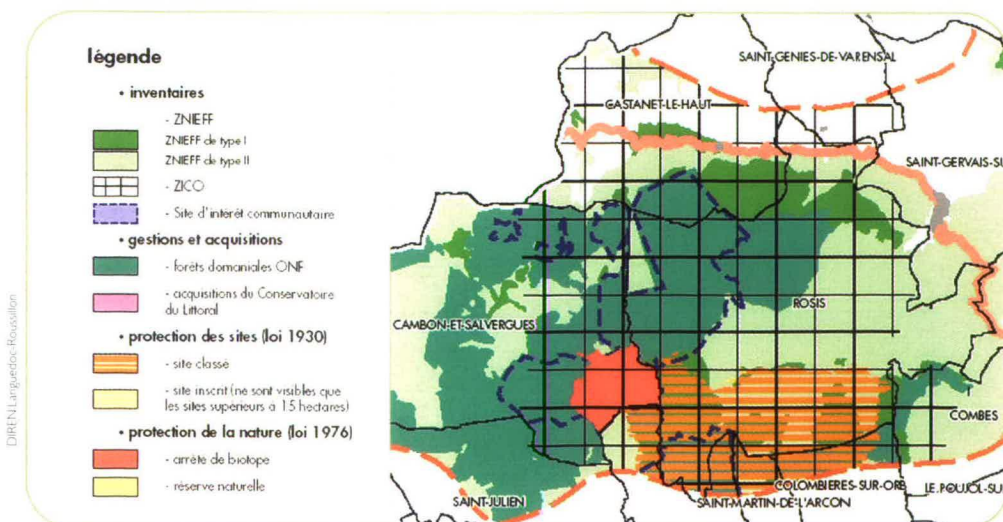 légende
• inventaires
- ZNIEFF
ZNIEFF de type I
ZNIEFF de type II
- ZICO
- Site d'intérêt communautaire
• gestions et acquisitions
- forêts domaniales ONF
- acquisitions du Conservatoire
du Littoral
• protection des sites (loi 1930)
- site classé
- site inscrit (ne sont visibles que
les sites supérieurs à 15 hectares)
• protection de la nature (loi 1976)
- arrêté de biotope
- réserve naturelle
DIREN Languedoc-Roussillon
SAINT-GENIES-DE-VARENSAL
CASTANET-LE-HAUT
SAINT-GERVAIS-SU
ROSIS
CAMBON-ET-SALVERGUES
COMBES
COLOMBIERES-SUR-ORB
LE POUJOL-SU
SAINT-JULIEN
SAINT-MARTIN-DE-L'ARCON